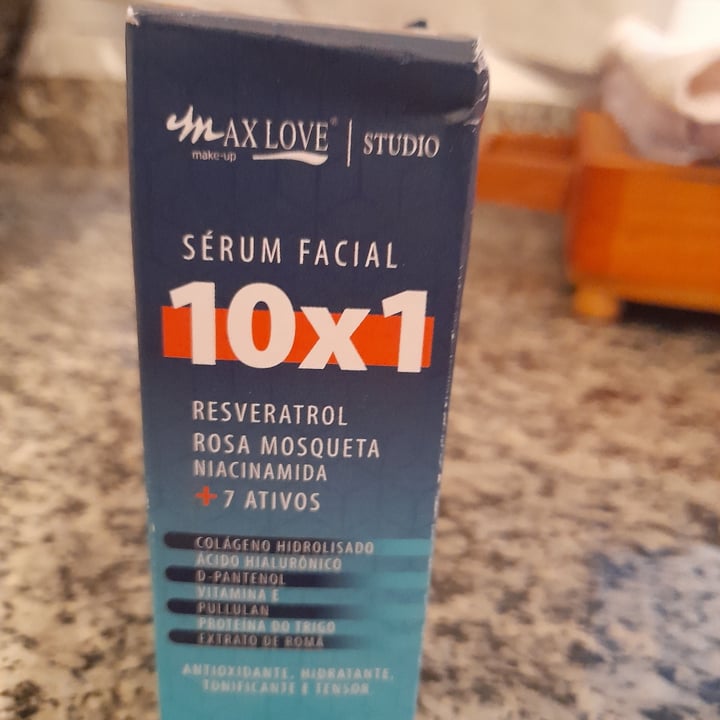 MAX LOVE® | STUDIO
make-up
SÉRUM FACIAL
10x1
RESVERATROL
ROSA MOSQUETA
NIACINAMIDA
+ 7 ATIVOS
COLÁGENO HIDROLISADO
ÁCIDO HIALURÔNICO
D-PANTENOL
VITAMINA E
PULLULAN
PROTEÍNA DO TRIGO
EXTRATO DE ROMÃ
ANTIOXIDANTE, HIDRATANTE,
TONIFICANTE E TENSOR